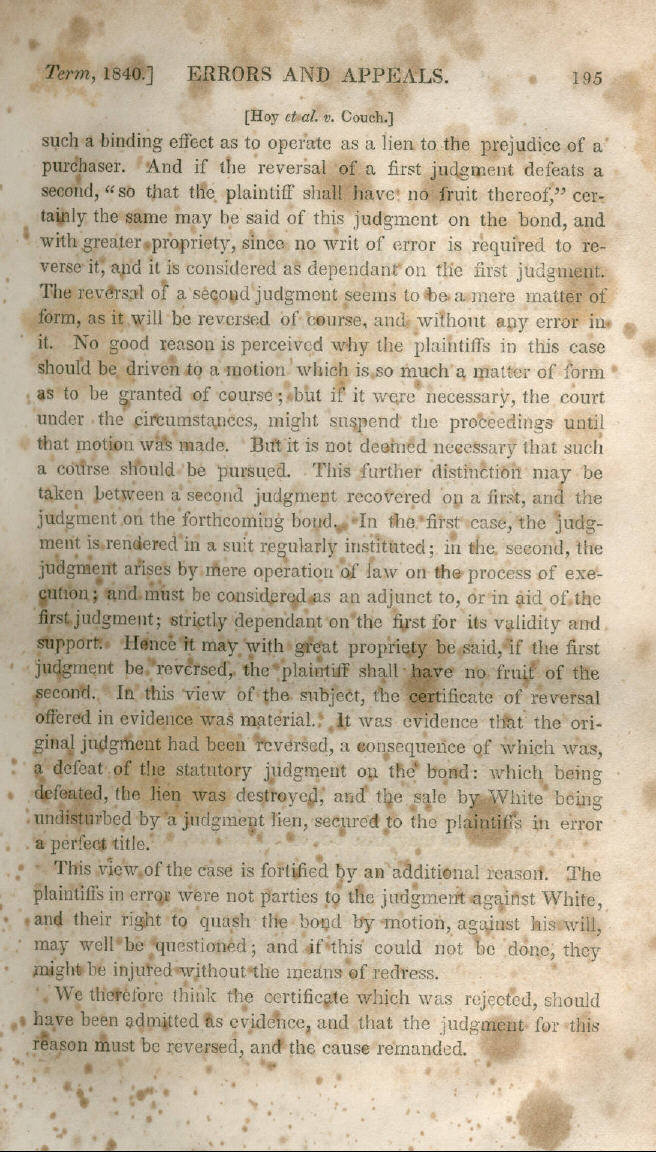 Term, 1840.] ERRORS AND APPEALS. 195
[Hoy et al. v. Couch.]
such a binding effect as to operate as a lien to the prejudice of a
purchaser. And if the reversal of a first judgment defeats a
second, “so that the plaintiff shall have no fruit thereof,” cer-
tainly the same may be said of this judgment on the bond, and
with greater propriety, since no writ of error is required to re-
verse it, and it is considered as dependant on the first judgment.
The reversal of a second judgment seems to be a mere matter of
form, as it will be reversed of course, and without any error in
it. No good reason is perceived why the plaintiffs in this case
should be driven to a motion which is so much a matter of form
as to be granted of course; but if it were necessary, the court
under the circumstances, might suspend the proceedings until
that motion was made. But it is not deemed necessary that such
a course should be pursued. This further distinction may be
taken between a second judgment recovered on a first, and the
judgment on the forthcoming bond. In the first case, the judg-
ment is rendered in a suit regularly instituted; in the second, the
judgment arises by mere operation of law on the process of exe-
cution; and must be considered as an adjunct to, or in aid of the
first judgment; strictly dependant on the first for its validity and
support. Hence it may with great propriety be said, if the first
judgment be reversed, the plaintiff shall have no fruit of the
second. In this view of the subject, the certificate of reversal
offered in evidence was material. It was evidence that the ori-
ginal judgment had been reversed, a consequence of which was,
a defeat of the statutory judgment on the bond: which being
defeated, the lien was destroyed, and the sale by White being
undisturbed by a judgment lien, secured to the plaintiffs in error
a perfect title.
This view of the case is fortified by an additional reason. The
plaintiffs in error were not parties to the judgment against White,
and their right to quash the bond by motion, against his will,
may well be questioned; and if this could not be done, they
might be injured without the means of redress.
We therefore think the certificate which was rejected, should
have been admitted as evidence, and that the judgment for this
reason must be reversed, and the cause remanded.